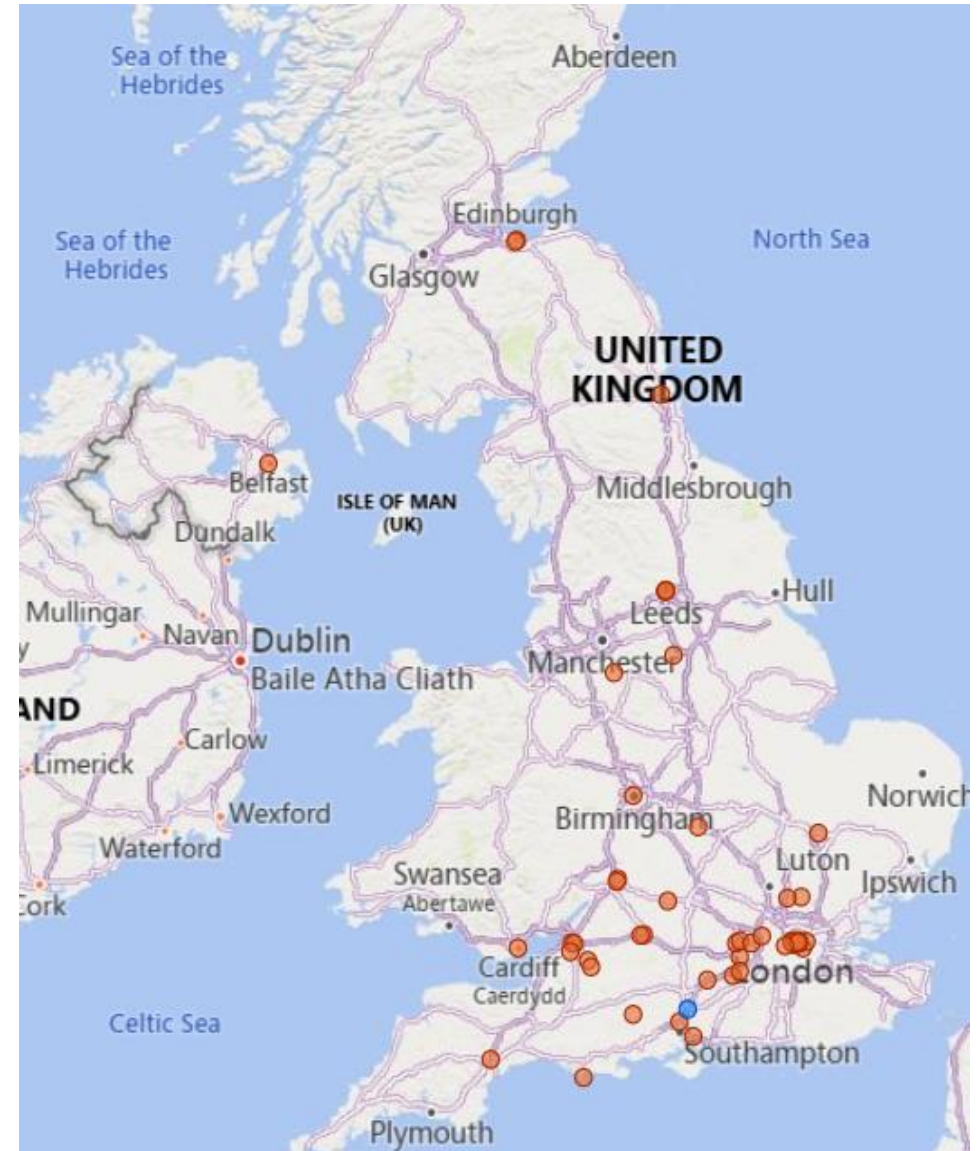 Sea of the
Hebrides
Aberdeen
Edinburgh
Sea of the
Hebrides
North Sea
Glasgow
UNITED
KINGDOM
Belfast
Middlesbrough
ISLE OF MAN
(UK)
Dundalk
Hull
Mullingar
Leeds
Navan
Dublin
y
Manchester
Baile Atha Cliath
AND
Carlow
Limerick
Norwich
Wexford
Birmingham
Waterford
Luton
Swansea
Ipswich
Abertawe
Cork
Cardiff
London
Caerdydd
Celtic Sea
Southampton
Plymouth